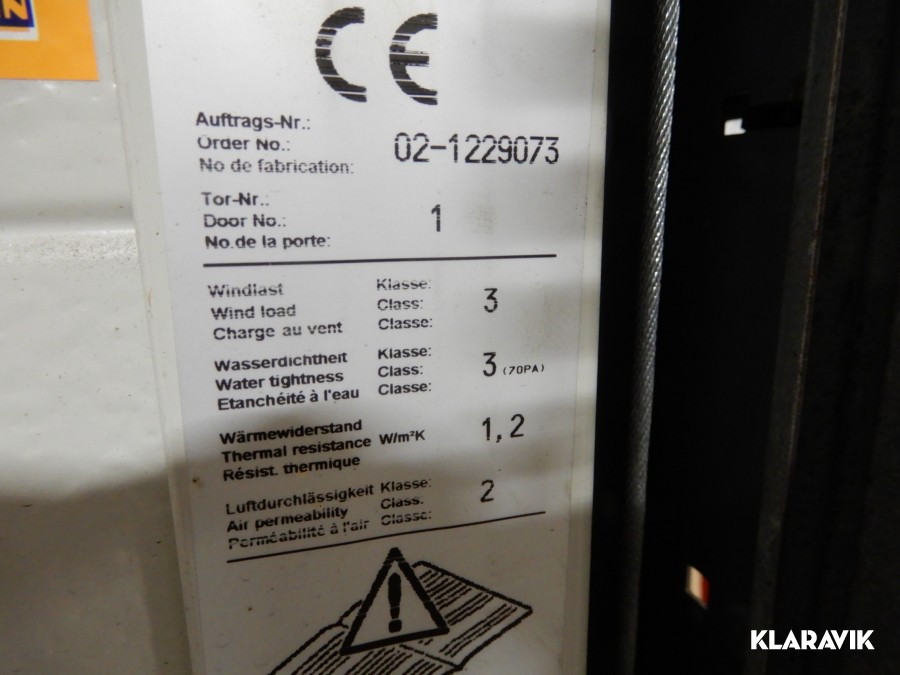 CE
Auftrags-Nr.:
Order No.: 02-1229073
No de fabrication:
Tor-Nr.:
Door No.: 1
No.de la porte:
Windlast Klasse:
Wind load Class: 3
Charge au vent Classe:
Wasserdichtheit Klasse:
Water tightness Class: 3 (70PA)
Etanchéité à l'eau Classe:
Wärmewiderstand
Thermal resistance W/m²K 1,2
Résist. thermique
Luftdurchlässigkeit Klasse:
Air permeability Class: 2
Perméabilité à l'air Classe:
KLARAVIK